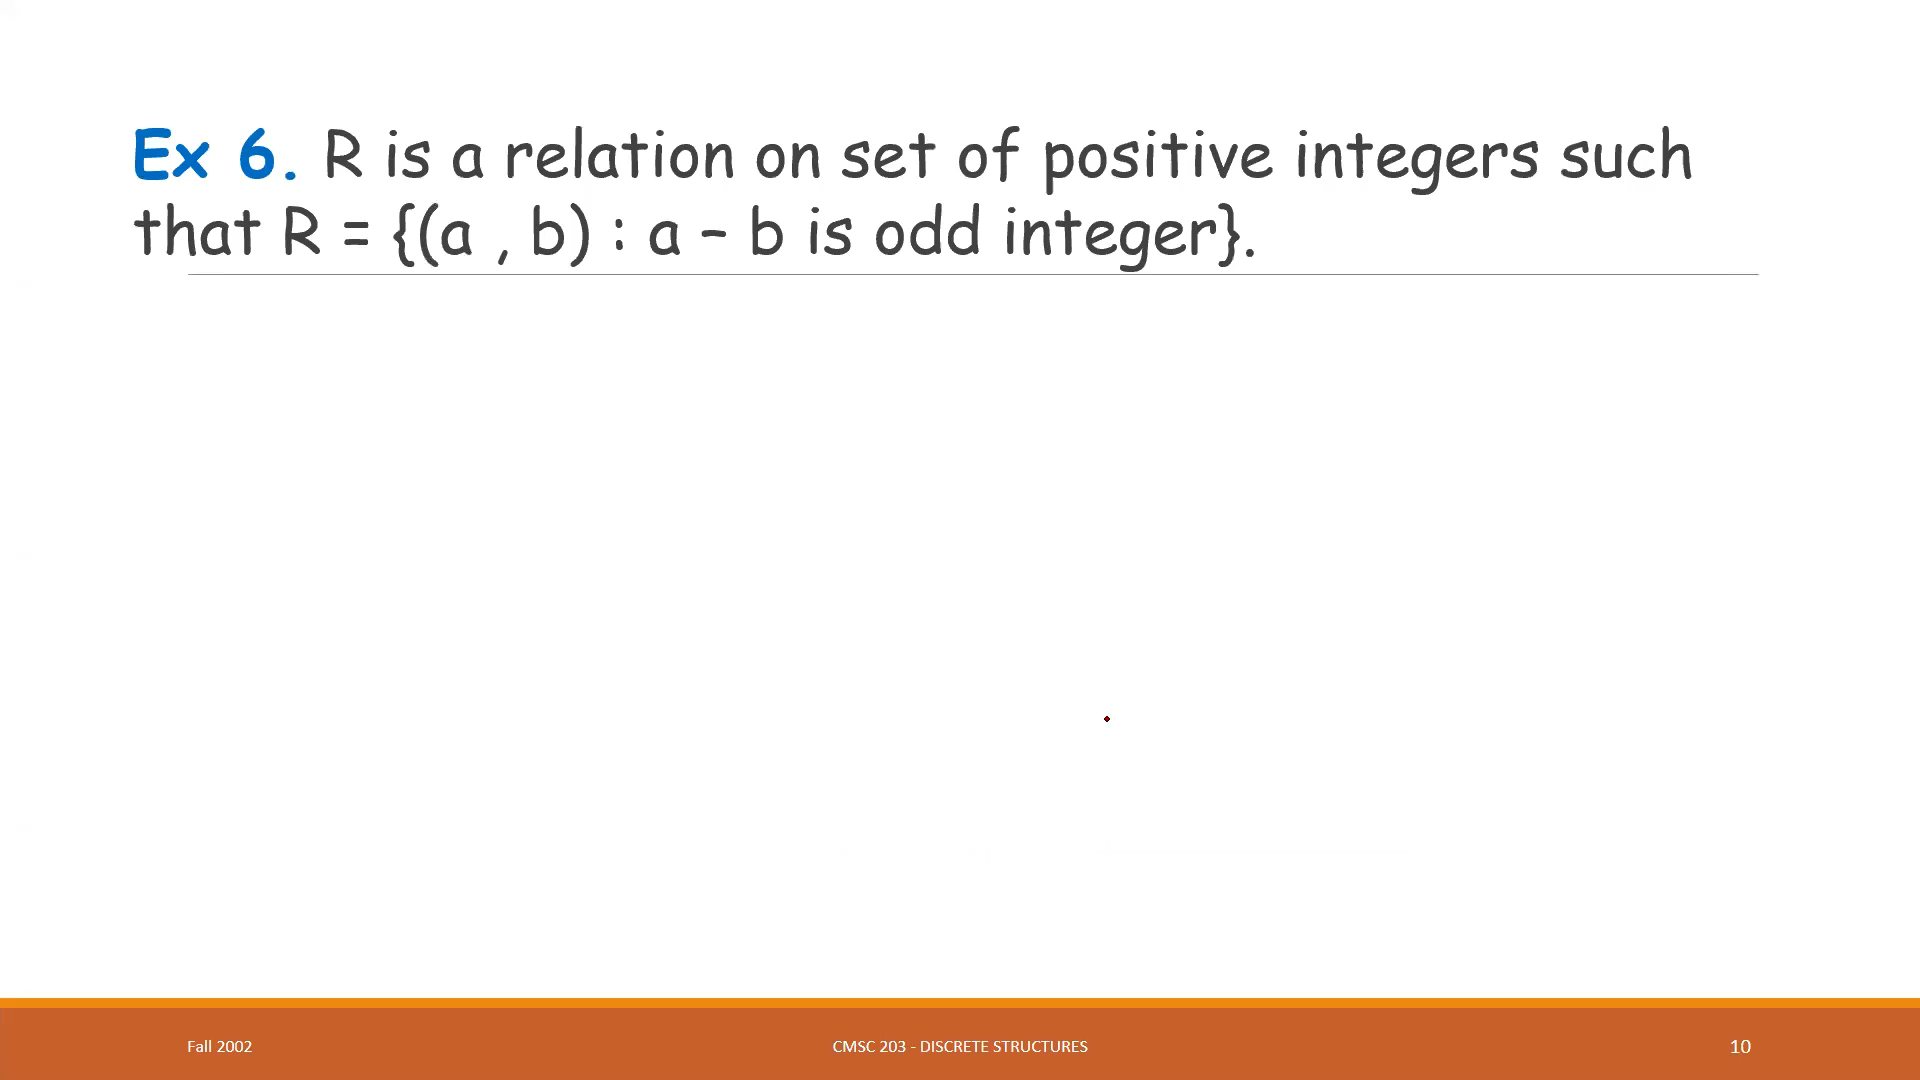 Ex 6. R is a relation on set of positive integers such
that R = {(a , b) : a – b is odd integer}.
Fall 2002
CMSC 203 - DISCRETE STRUCTURES
10